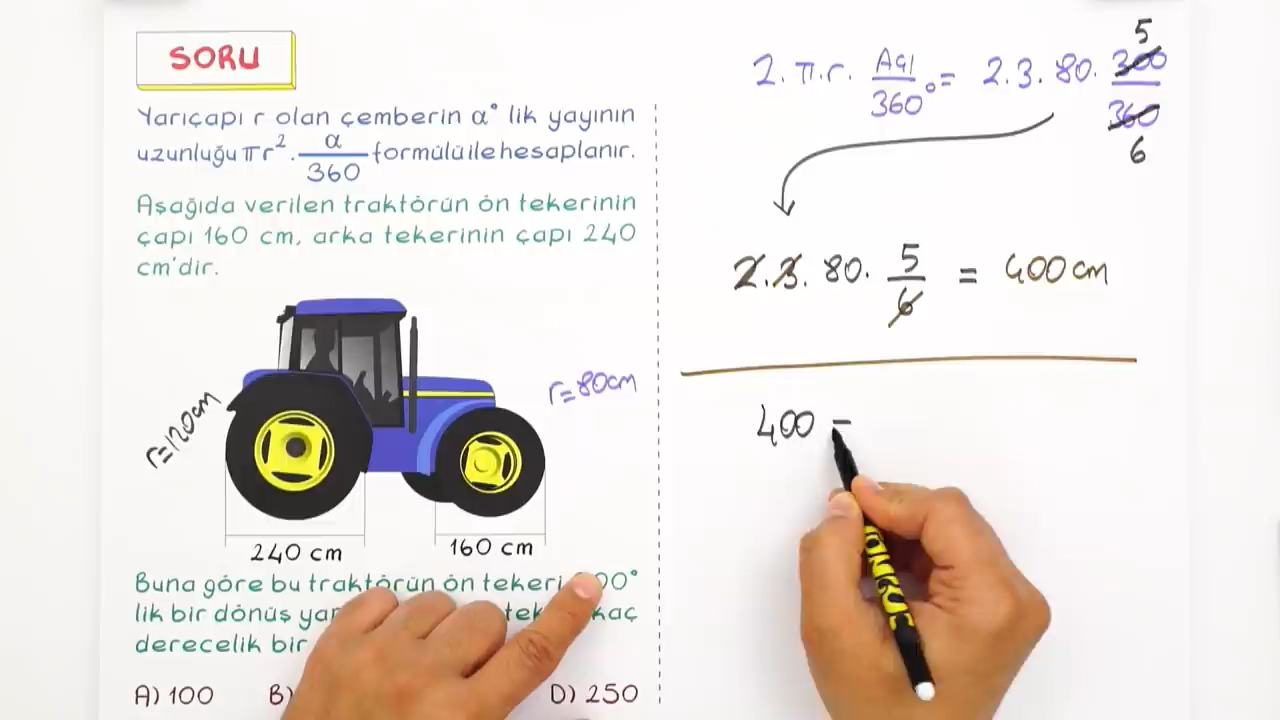 SORU
Yarıçapı r olan çemberin α° lik yayının
uzunluğu πr². α/360 formülü ile hesaplanır.
Aşağıda verilen traktörün ön tekerinin
çapı 160 cm, arka tekerinin çapı 240
cm'dir.
r=120cm
r=80cm
240 cm
160 cm
Buna göre bu traktörün ön tekeri 00°
lik bir dönüş kaç
derecelik bir
A) 100 B) D) 250
2.π.r. Açı/360° = 2.3.80. 300/360
5
6
2.3.80. 5/6 = 400cm
400 =